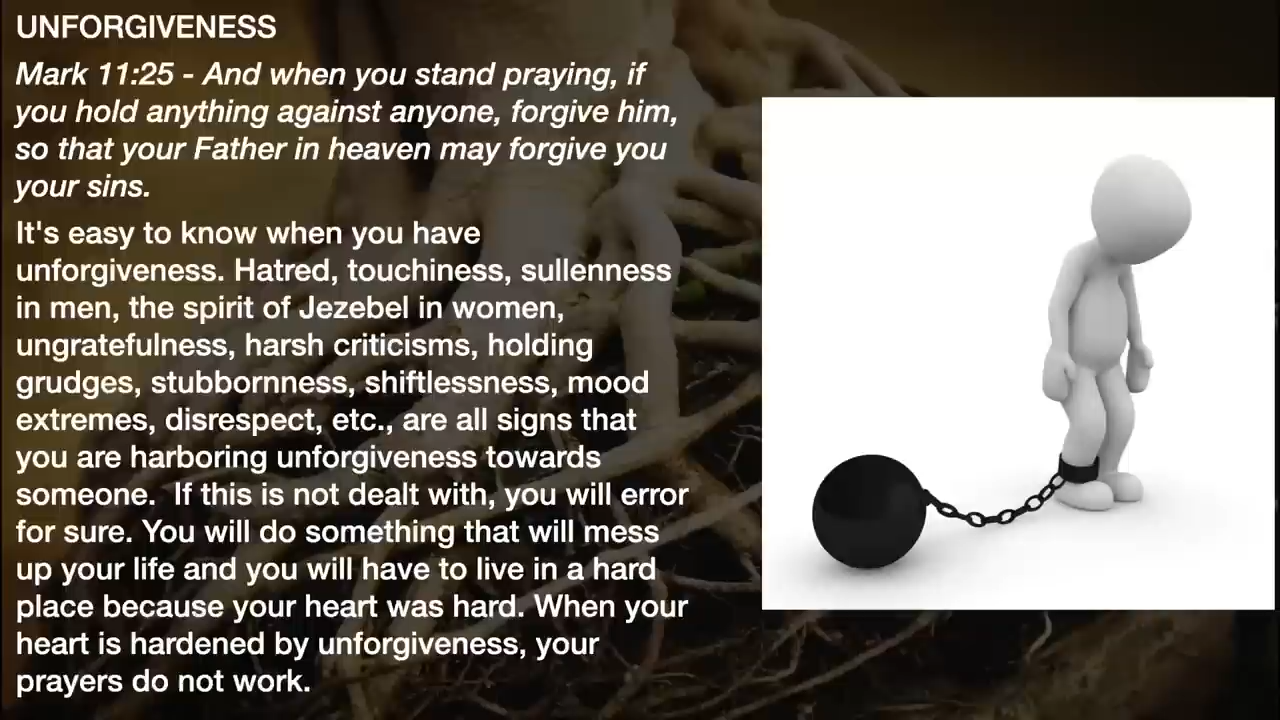 UNFORGIVENESS
Mark 11:25 - And when you stand praying, if
you hold anything against anyone, forgive him,
so that your Father in heaven may forgive you
your sins.
It's easy to know when you have
unforgiveness. Hatred, touchiness, sullenness
in men, the spirit of Jezebel in women,
ungratefulness, harsh criticisms, holding
grudges, stubbornness, shiftlessness, mood
extremes, disrespect, etc., are all signs that
you are harboring unforgiveness towards
someone.  If this is not dealt with, you will error
for sure. You will do something that will mess
up your life and you will have to live in a hard
place because your heart was hard. When your
heart is hardened by unforgiveness, your
prayers do not work.